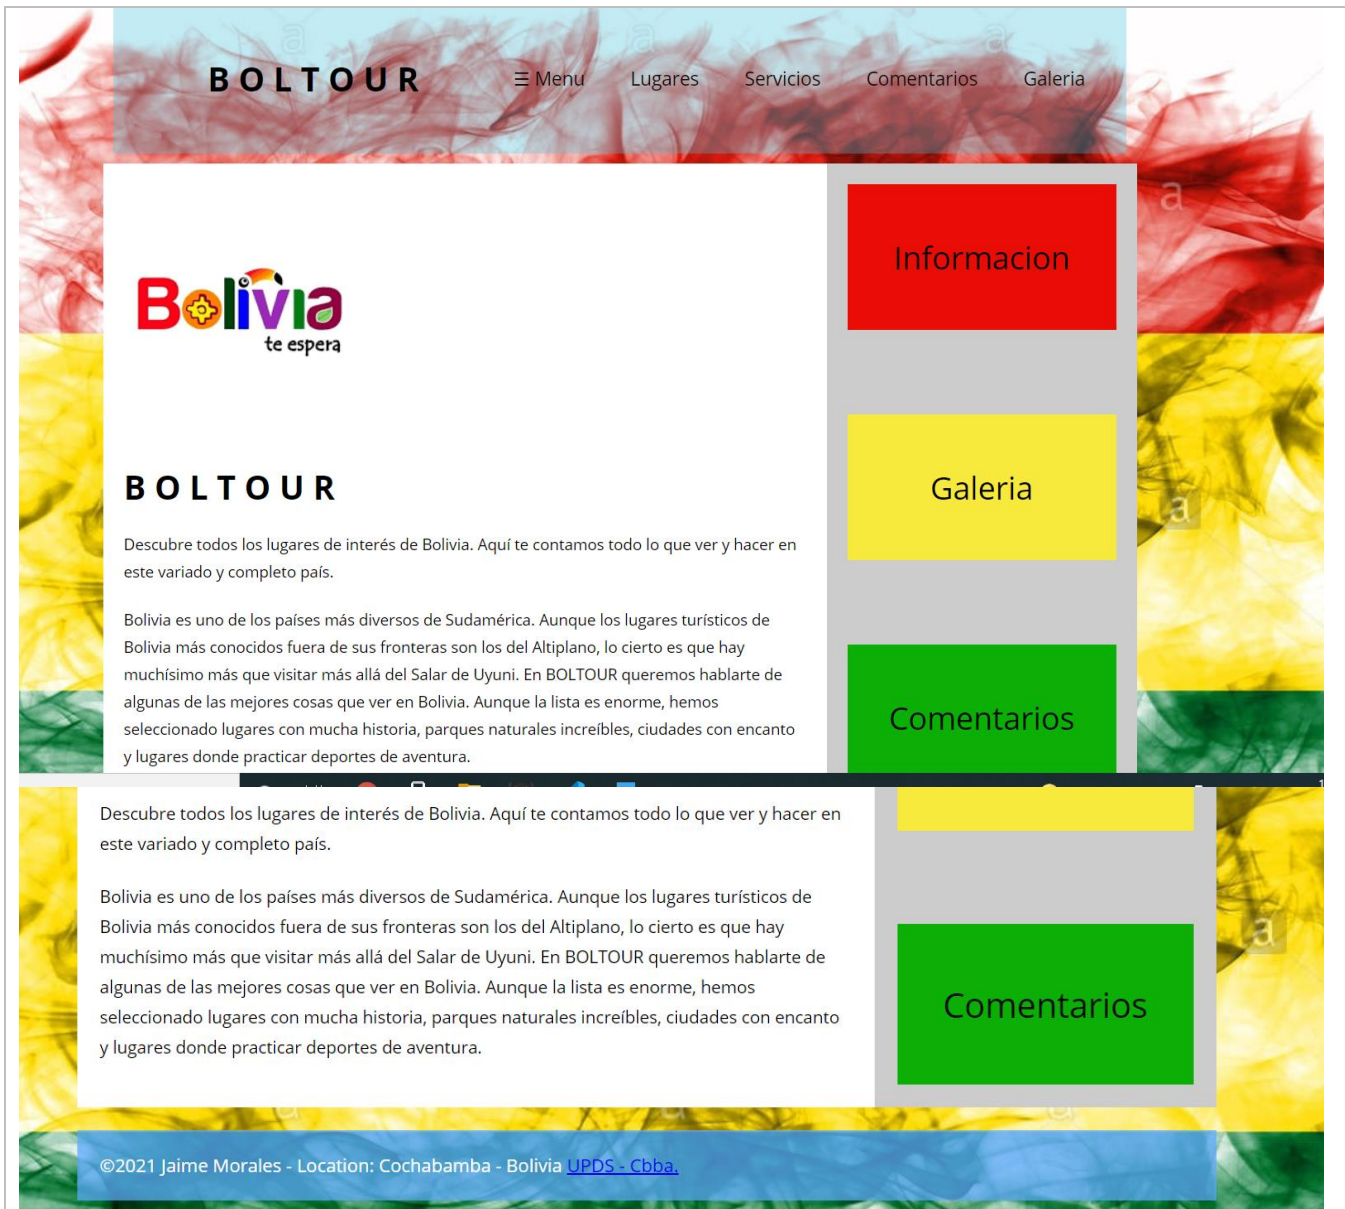 BOLTOUR
☰ Menu Lugares Servicios Comentarios Galeria
Bolivia
te espera
Informacion
Galeria
Comentarios
BOLTOUR
Descubre todos los lugares de interés de Bolivia. Aquí te contamos todo lo que ver y hacer en
este variado y completo país.
Bolivia es uno de los países más diversos de Sudamérica. Aunque los lugares turísticos de
Bolivia más conocidos fuera de sus fronteras son los del Altiplano, lo cierto es que hay
muchísimo más que visitar más allá del Salar de Uyuni. En BOLTOUR queremos hablarte de
algunas de las mejores cosas que ver en Bolivia. Aunque la lista es enorme, hemos
seleccionado lugares con mucha historia, parques naturales increíbles, ciudades con encanto
y lugares donde practicar deportes de aventura.
Descubre todos los lugares de interés de Bolivia. Aquí te contamos todo lo que ver y hacer en
este variado y completo país.
Bolivia es uno de los países más diversos de Sudamérica. Aunque los lugares turísticos de
Bolivia más conocidos fuera de sus fronteras son los del Altiplano, lo cierto es que hay
muchísimo más que visitar más allá del Salar de Uyuni. En BOLTOUR queremos hablarte de
algunas de las mejores cosas que ver en Bolivia. Aunque la lista es enorme, hemos
seleccionado lugares con mucha historia, parques naturales increíbles, ciudades con encanto
y lugares donde practicar deportes de aventura.
Comentarios
©2021 Jaime Morales - Location: Cochabamba - Bolivia UPDS - Cbba.